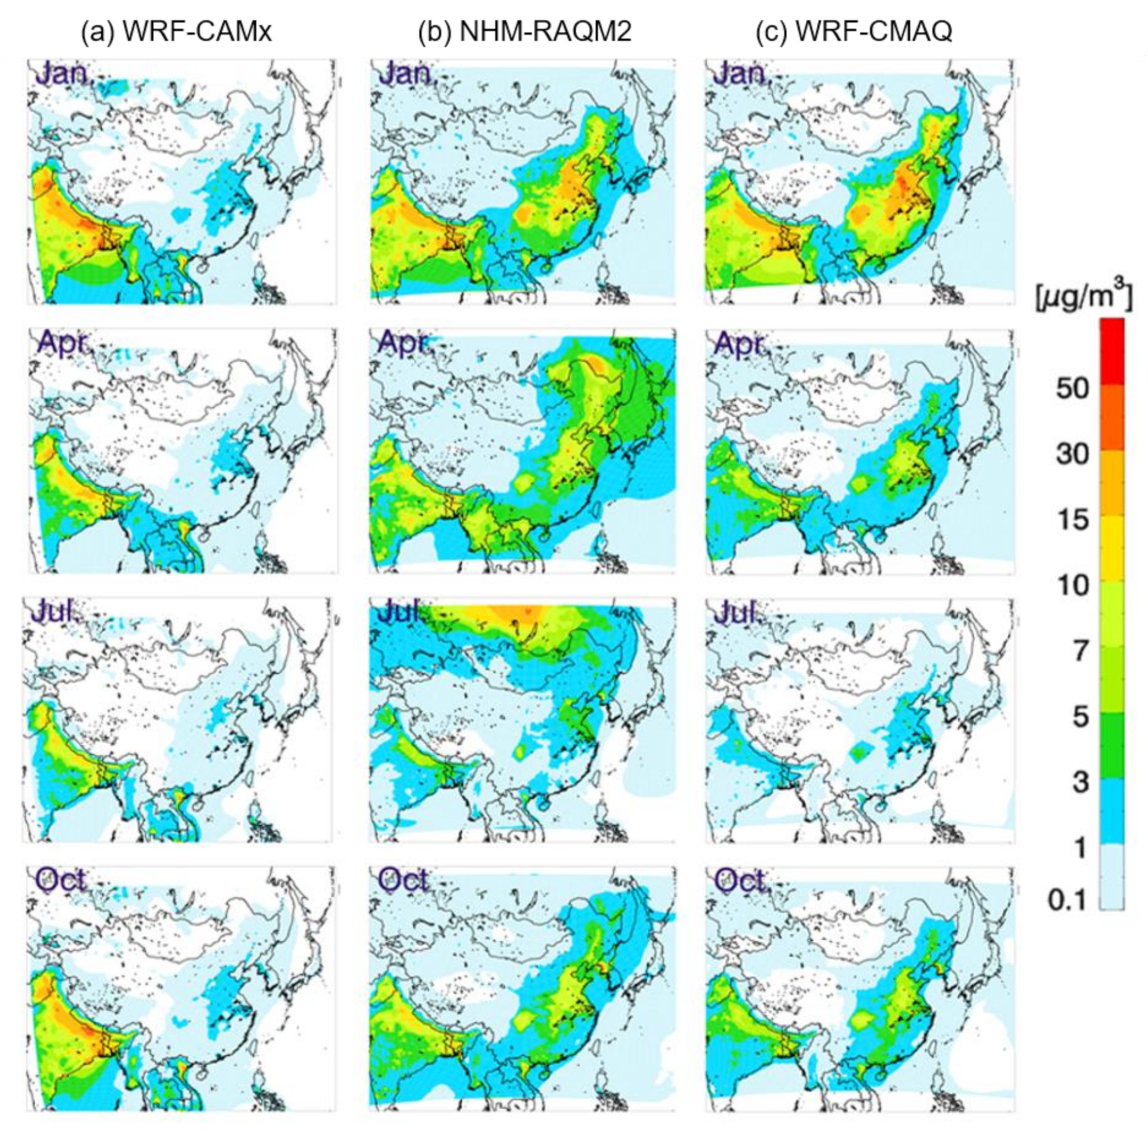 (a) WRF-CAMx (b) NHM-RAQM2 (c) WRF-CMAQ
Jan. Jan. Jan.
[µg/m³]
Apr. Apr. Apr.
50
30
15
10
Jul Jul Jul
7
5
3
1
Oct Oct Oct
0.1